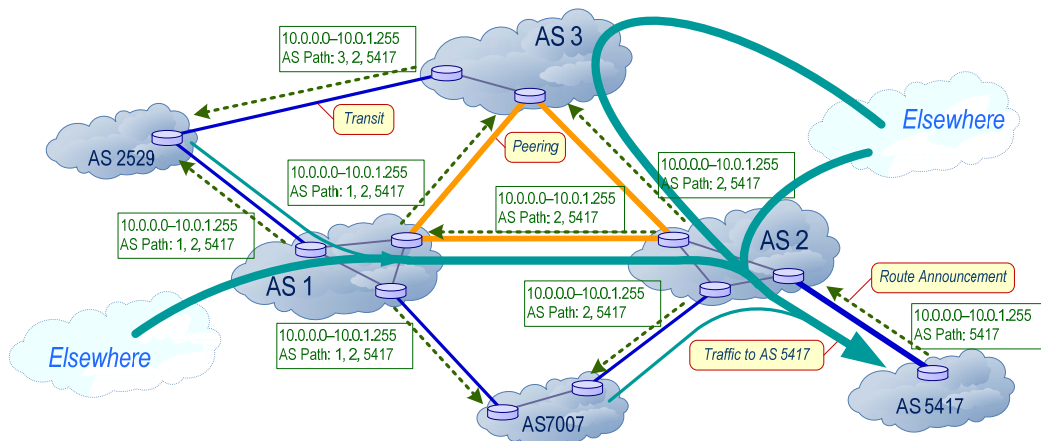 10.0.0.0–10.0.1.255
AS Path: 3, 2, 5417
AS 3
Elsewhere
Transit
Peering
AS 2529
10.0.0.0–10.0.1.255
AS Path: 1, 2, 5417
10.0.0.0–10.0.1.255
AS Path: 2, 5417
10.0.0.0–10.0.1.255
AS Path: 2, 5417
10.0.0.0–10.0.1.255
AS Path: 1, 2, 5417
AS 1
AS 2
Route Announcement
10.0.0.0–10.0.1.255
AS Path: 2, 5417
10.0.0.0–10.0.1.255
AS Path: 5417
10.0.0.0–10.0.1.255
AS Path: 1, 2, 5417
Elsewhere
Traffic to AS 5417
AS7007
AS 5417